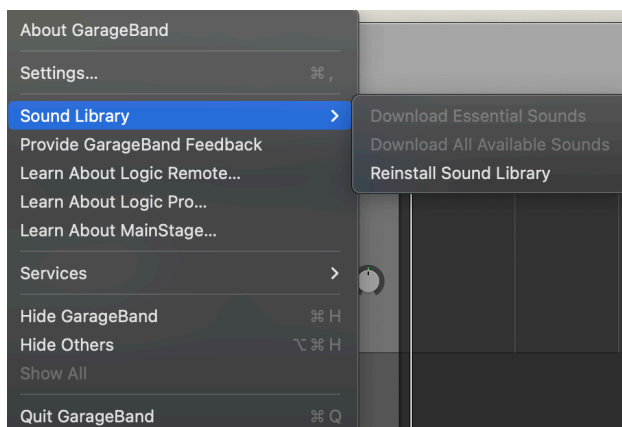 About GarageBand
Settings... ⌘ ,
Sound Library >
Download Essential Sounds
Download All Available Sounds
Reinstall Sound Library
Provide GarageBand Feedback
Learn About Logic Remote...
Learn About Logic Pro...
Learn About MainStage...
Services >
Hide GarageBand ⌘ H
Hide Others ⌥ ⌘ H
Show All
Quit GarageBand ⌘ Q